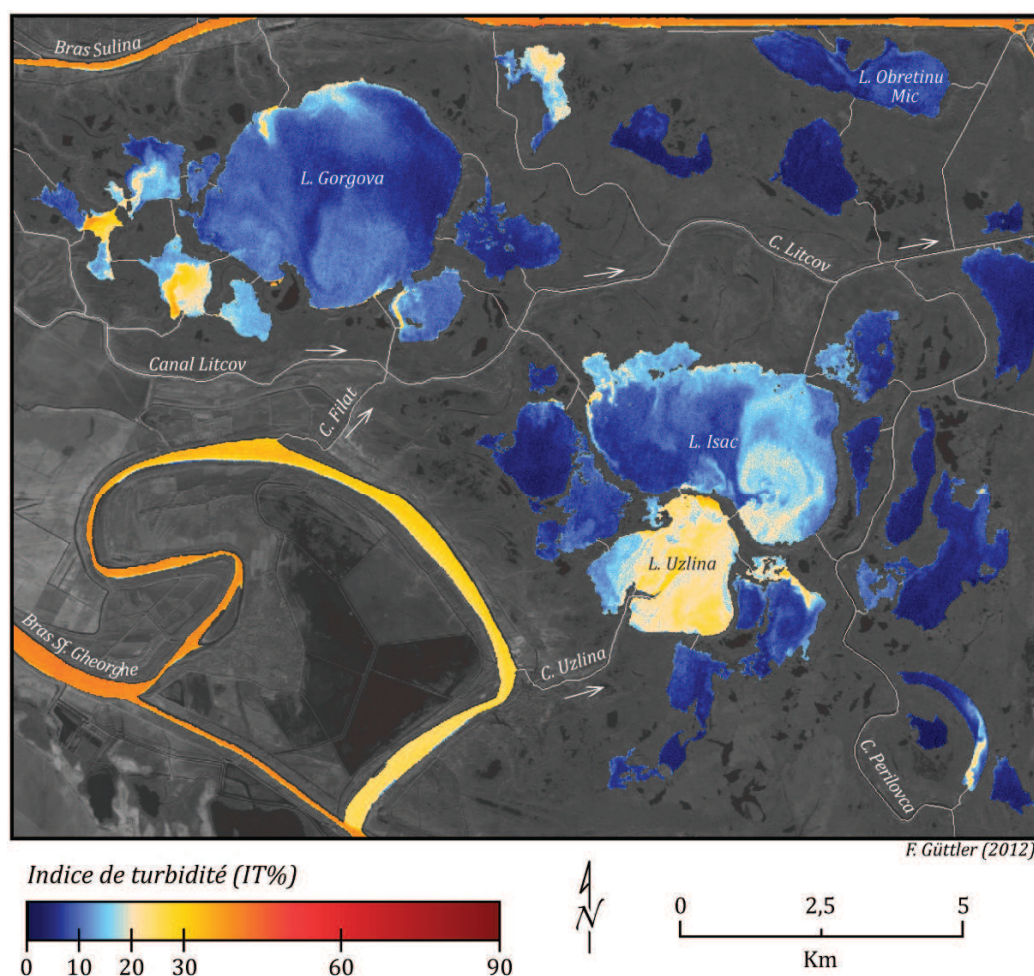 Bras Sulina
L. Obretinu
Mic
L. Gorgova
C. Litcov
Canal Litcov
C. Filat
L. Isac
L. Uzlina
Bras Sf. Gheorghe
C. Uzlina
C. Perilovca
F. Güttler (2012)
Indice de turbidité (IT%)
0 10 20 30 60 90
N
0 2,5 5
Km